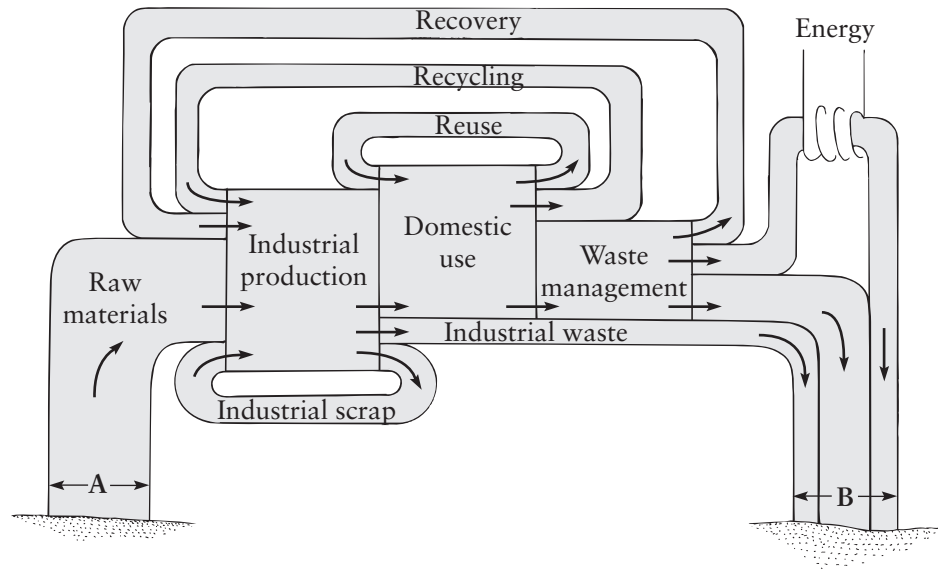 Recovery
Energy
Recycling
Reuse
Industrial
production
Domestic
use
Waste
management
Raw
materials
Industrial waste
Industrial scrap
A
B